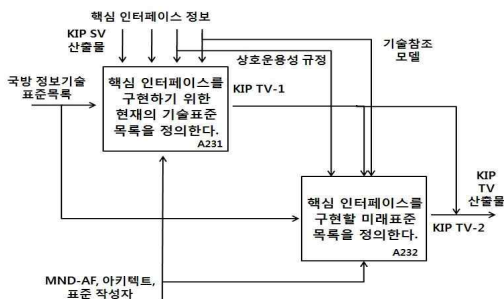 핵심 인터페이스 정보
KIP SV
산출물
기술참조
모델
상호운용성 규정
국방 정보기술
표준목록
핵심 인터페이스를
구현하기 위한
현재의 기술표준
목록을 정의한다.
A231
KIP TV-1
핵심 인터페이스를
구현할 미래표준
목록을 정의한다.
A232
KIP
TV
산출물
KIP TV-2
MND-AF, 아키텍트,
표준 작성자